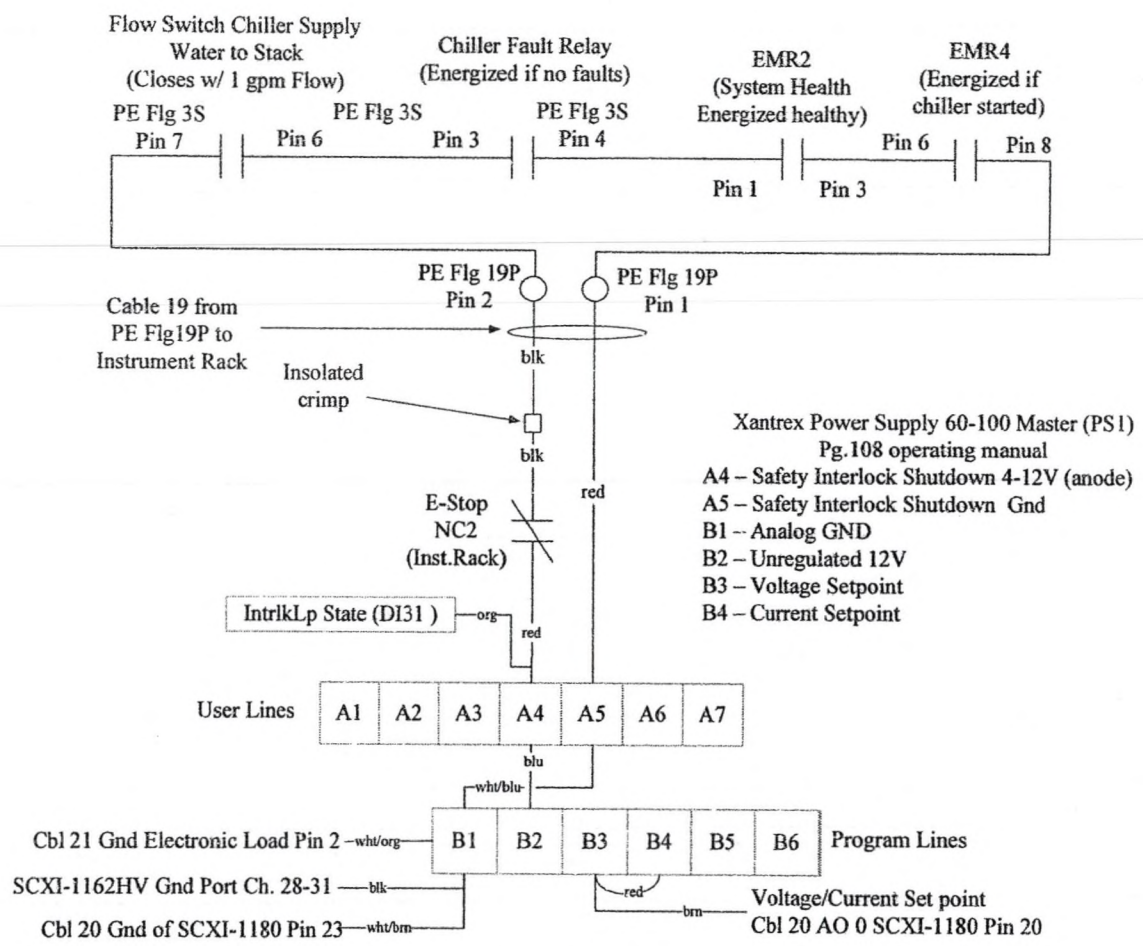 Flow Switch Chiller Supply
Water to Stack
(Closes w/ 1 gpm Flow)
Chiller Fault Relay
(Energized if no faults)
EMR2
(System Health
Energized healthy)
EMR4
(Energized if
chiller started)
PE Flg 3S
Pin 7
Pin 6
PE Flg 3S
Pin 3
PE Flg 3S
Pin 4
Pin 1
Pin 3
Pin 6
Pin 8
PE Flg 19P
Pin 2
PE Flg 19P
Pin 1
Cable 19 from
PE Flg19P to
Instrument Rack
blk
Insolated
crimp
blk
red
E-Stop
NC2
(Inst.Rack)
Xantrex Power Supply 60-100 Master (PS1)
Pg.108 operating manual
A4 – Safety Interlock Shutdown 4-12V (anode)
A5 – Safety Interlock Shutdown Gnd
B1 – Analog GND
B2 – Unregulated 12V
B3 – Voltage Setpoint
B4 – Current Setpoint
IntrlkLp State (DI31 )
org
red
User Lines
A1 A2 A3 A4 A5 A6 A7
blu
wht/blu
Cbl 21 Gnd Electronic Load Pin 2
wht/org
B1 B2 B3 B4 B5 B6
Program Lines
SCXI-1162HV Gnd Port Ch. 28-31
blk
red
Cbl 20 Gnd of SCXI-1180 Pin 23
wht/brn
brn
Voltage/Current Set point
Cbl 20 AO 0 SCXI-1180 Pin 20